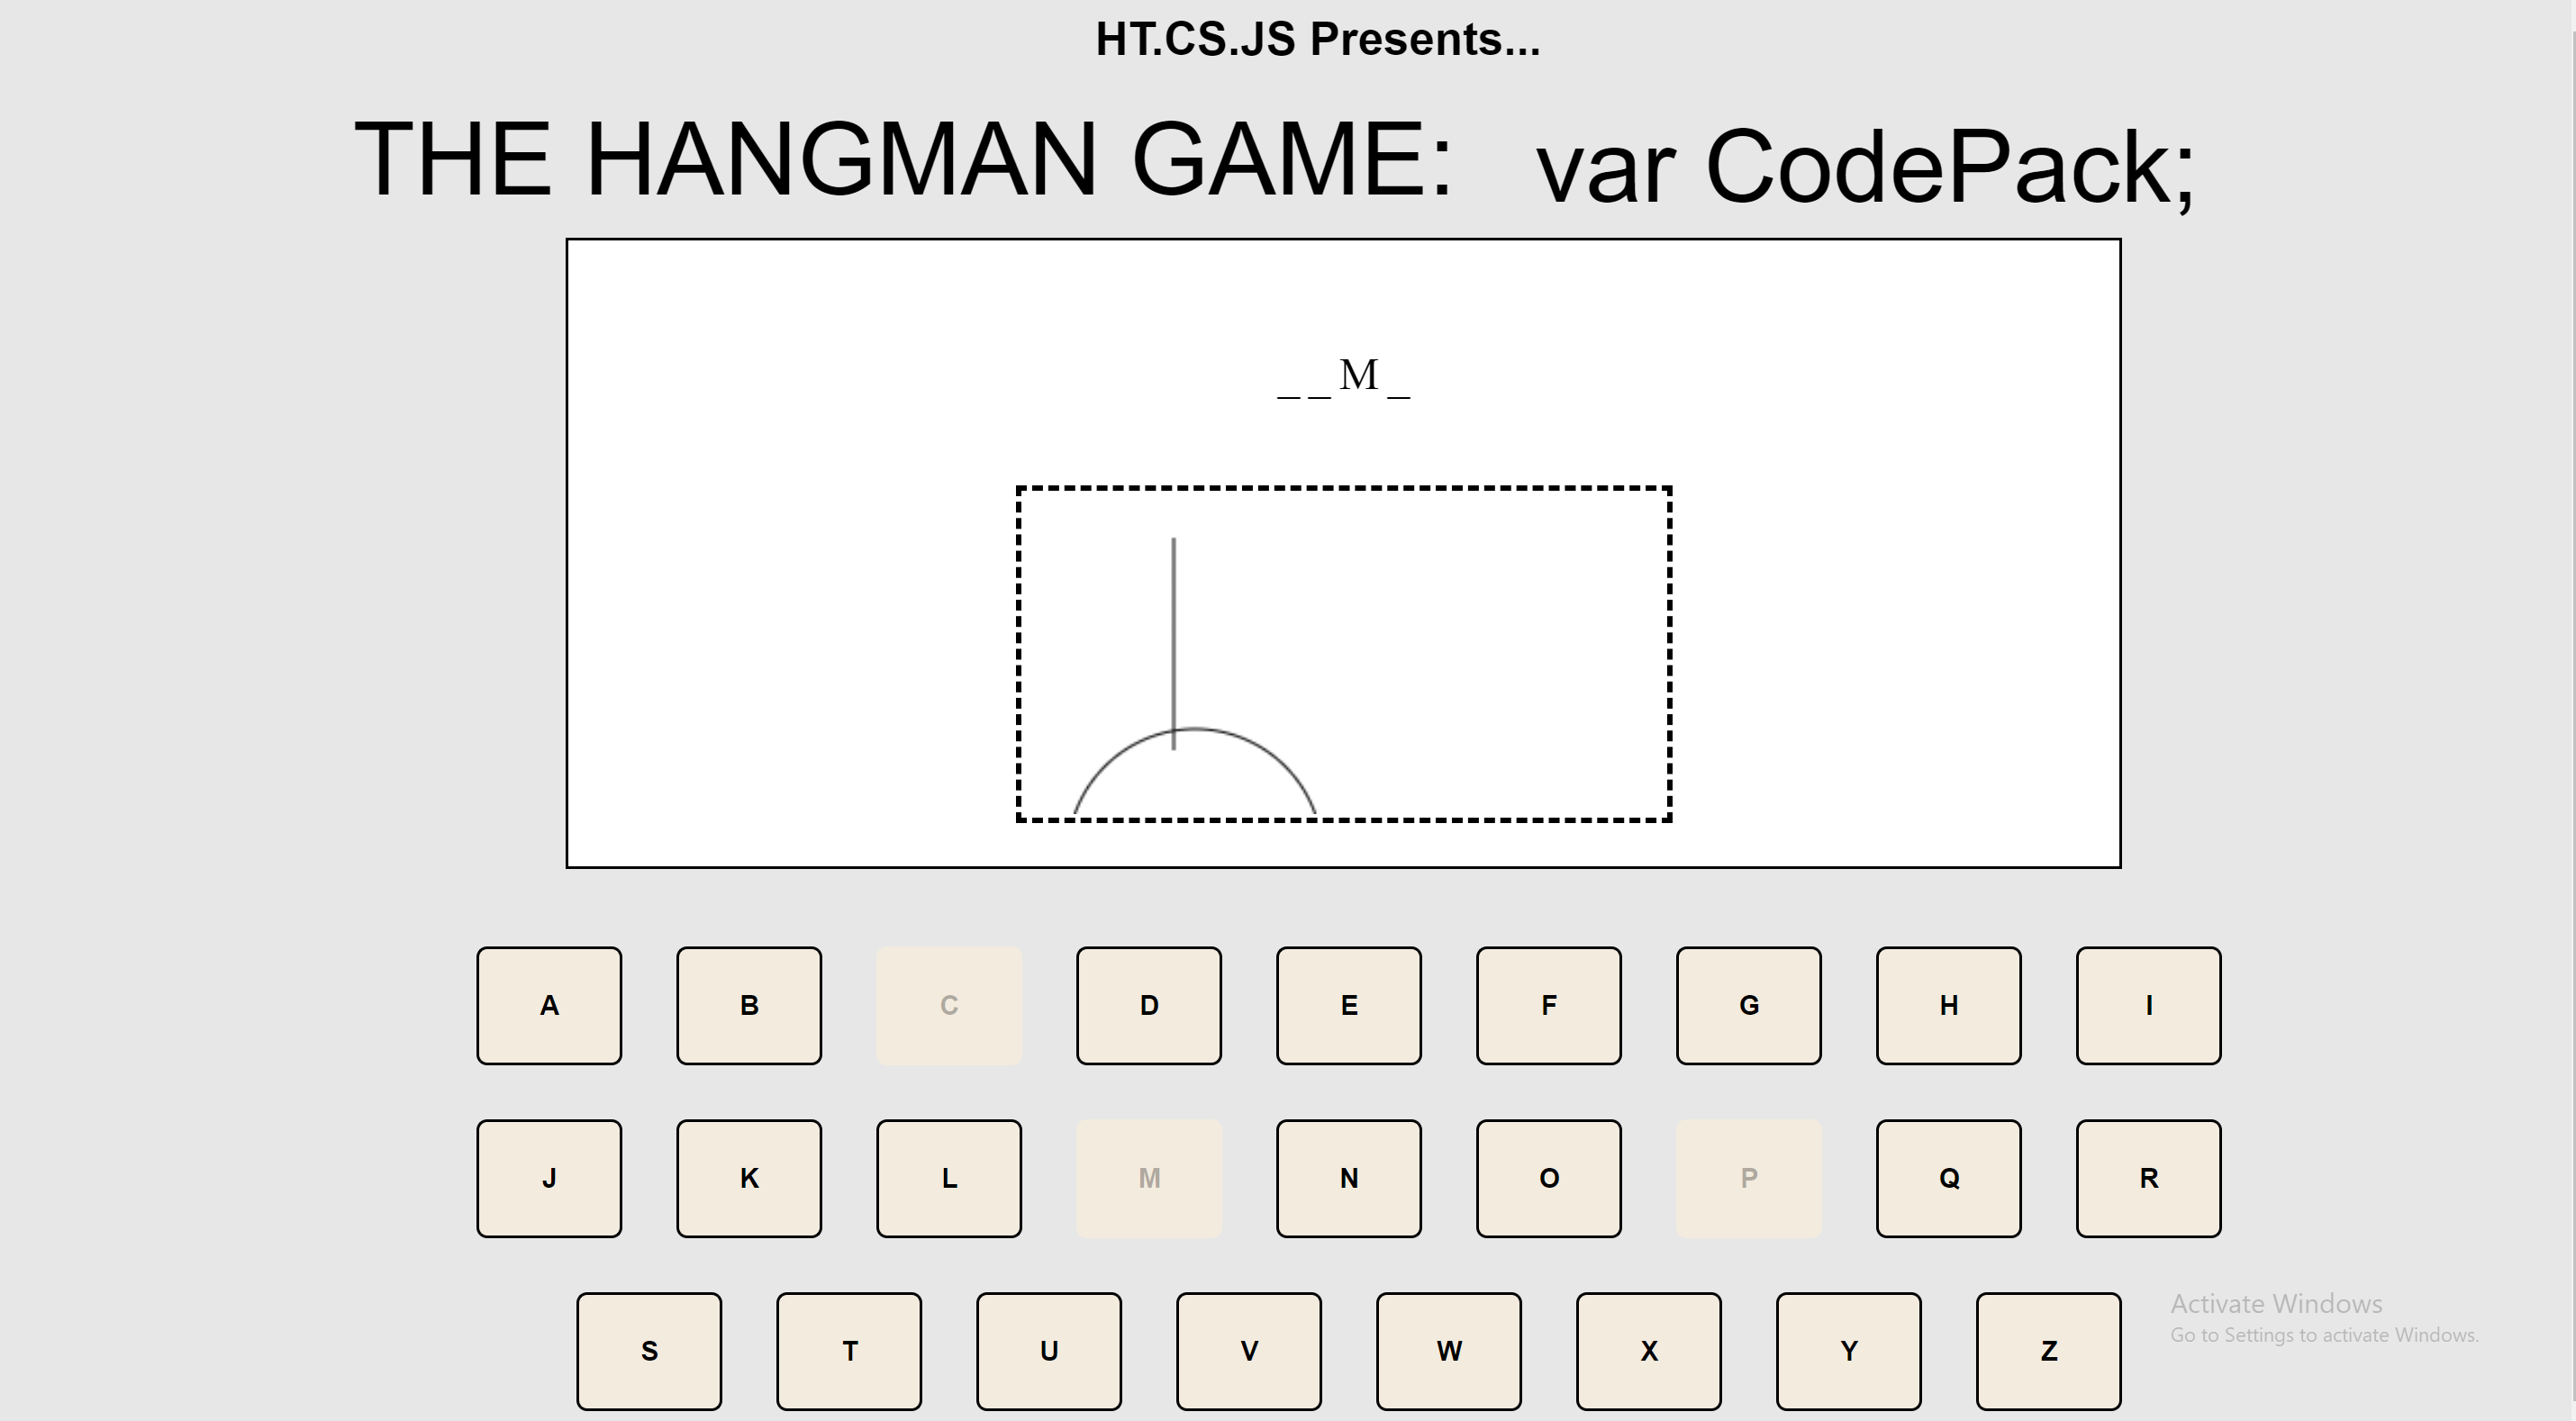 HT.CS.JS Presents...
THE HANGMAN GAME: var CodePack;
_ _ M _
A B C D E F G H I
J K L M N O P Q R
S T U V W X Y Z
Activate Windows
Go to Settings to activate Windows.